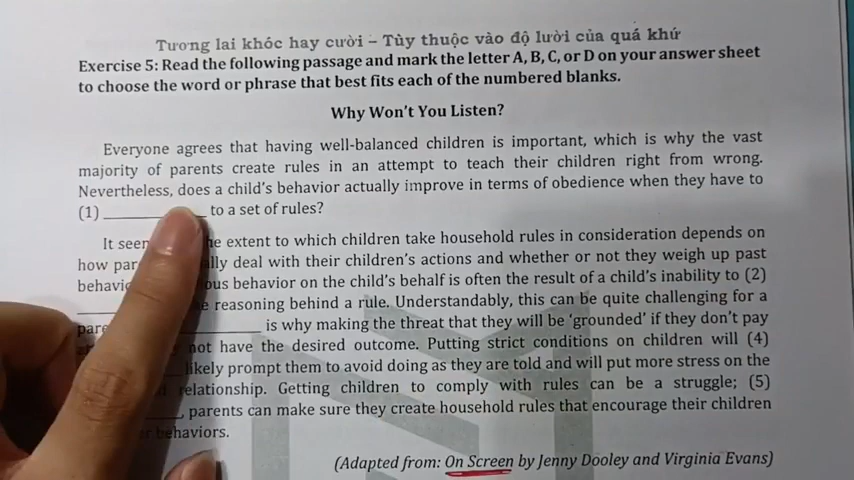 Tương lai khóc hay cười – Tùy thuộc vào độ lười của quá khứ
Exercise 5: Read the following passage and mark the letter A, B, C, or D on your answer sheet
to choose the word or phrase that best fits each of the numbered blanks.
Why Won't You Listen?
Everyone agrees that having well-balanced children is important, which is why the vast
majority of parents create rules in an attempt to teach their children right from wrong.
Nevertheless, does a child's behavior actually improve in terms of obedience when they have to
(1) __________ to a set of rules?
It the extent to which children take household rules in consideration depends on
how deal with their children's actions and whether or not they weigh up past
behavior on the child's behalf is often the result of a child's inability to (2)
reasoning behind a rule. Understandably, this can be quite challenging for a
__________ is why making the threat that they will be 'grounded' if they don't pay
not have the desired outcome. Putting strict conditions on children will (4)
likely prompt them to avoid doing as they are told and will put more stress on the
relationship. Getting children to comply with rules can be a struggle; (5)
_____, parents can make sure they create household rules that encourage their children
behaviors.
(Adapted from: On Screen by Jenny Dooley and Virginia Evans)